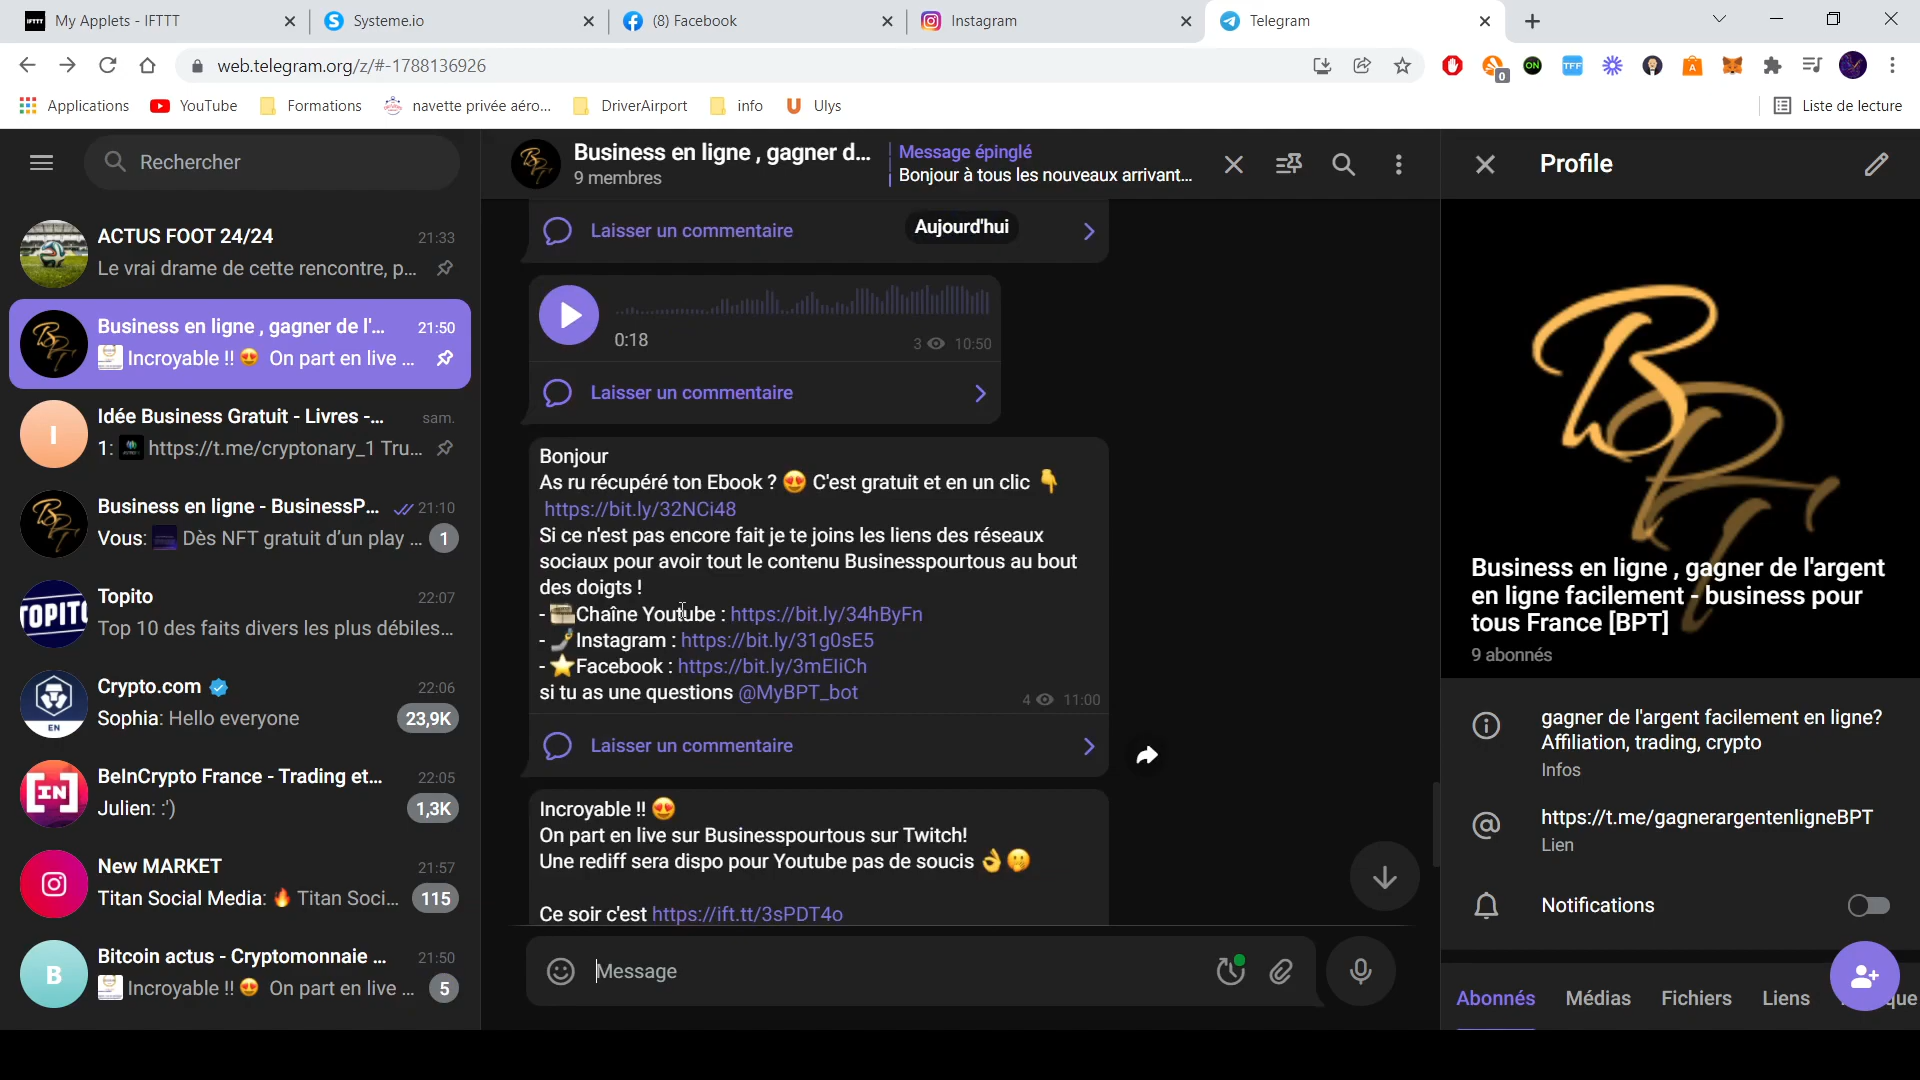 My Applets - IFTTT
Systeme.io
(8) Facebook
Instagram
Telegram
web.telegram.org/z/#-1788136926
Applications
YouTube
Formations
navette privée aéro...
DriverAirport
info
Ulys
Liste de lecture
Rechercher
ACTUS FOOT 24/24 21:33
Le vrai drame de cette rencontre, p...
Business en ligne , gagner de l'... 21:50
Incroyable !! 😍 On part en live ...
Idée Business Gratuit - Livres -... sam.
1: https://t.me/cryptonary_1 Tru...
Business en ligne - BusinessP... 21:10
Vous: Dès NFT gratuit d'un play ... 1
Topito 22:07
Top 10 des faits divers les plus débiles...
Crypto.com 22:06
Sophia: Hello everyone 23,9K
BeInCrypto France - Trading et... 22:05
Julien: :') 1,3K
New MARKET 21:57
Titan Social Media: 🔥 Titan Soci... 115
Bitcoin actus - Cryptomonnaie ... 21:50
Incroyable !! 😍 On part en live ... 5
Business en ligne , gagner d...
9 membres
Message épinglé
Bonjour à tous les nouveaux arrivant...
Laisser un commentaire
Aujourd'hui
0:18
3 10:50
Laisser un commentaire
Bonjour
As ru récupéré ton Ebook ? 😍 C'est gratuit et en un clic 👇
https://bit.ly/32NCi48
Si ce n'est pas encore fait je te joins les liens des réseaux
sociaux pour avoir tout le contenu Businesspourtous au bout
des doigts !
- Chaîne Youtube : https://bit.ly/34hByFn
- 🤳Instagram : https://bit.ly/31g0sE5
- ⭐Facebook : https://bit.ly/3mEliCh
si tu as une questions @MyBPT_bot
4 11:00
Laisser un commentaire
Incroyable !! 😍
On part en live sur Businesspourtous sur Twitch!
Une rediff sera dispo pour Youtube pas de soucis 👌🤭
Ce soir c'est https://ift.tt/3sPDT4o
Message
Profile
BPT
Business en ligne , gagner de l'argent
en ligne facilement - business pour
tous France [BPT]
9 abonnés
gagner de l'argent facilement en ligne?
Affiliation, trading, crypto
Infos
https://t.me/gagnerargentenligneBPT
Lien
Notifications
Abonnés
Médias
Fichiers
Liens
que